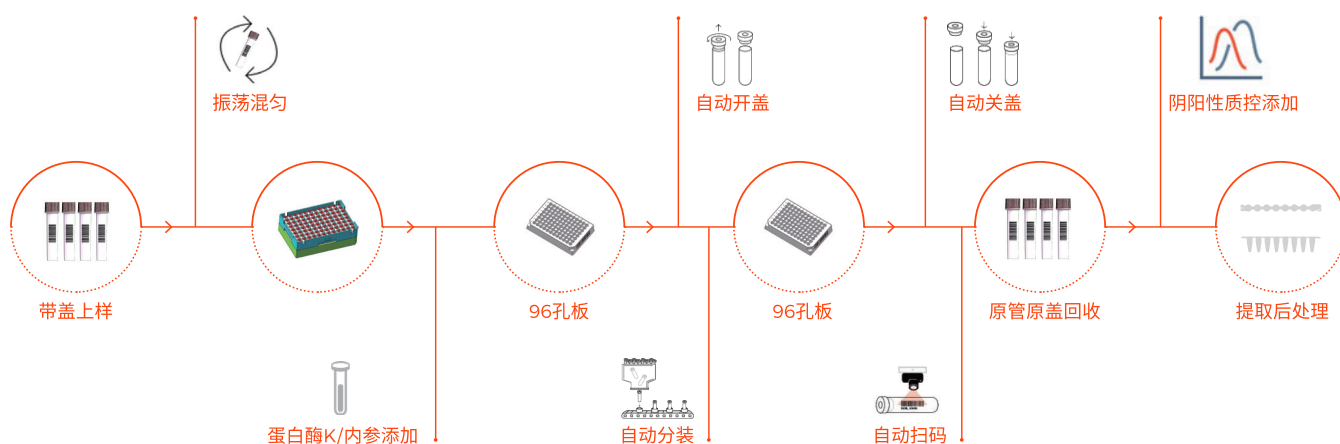 振荡混匀
自动开盖
自动关盖
阴阳性质控添加
带盖上样
96孔板
96孔板
原管原盖回收
提取后处理
蛋白酶K/内参添加
自动分装
自动扫码